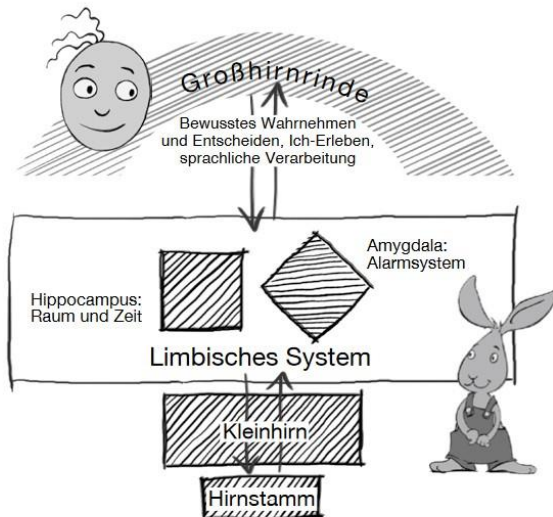 Großhirnrinde
Bewusstes Wahrnehmen
und Entscheiden, Ich-Erleben,
sprachliche Verarbeitung
Amygdala:
Alarmsystem
Hippocampus:
Raum und Zeit
Limbisches System
Kleinhirn
Hirnstamm